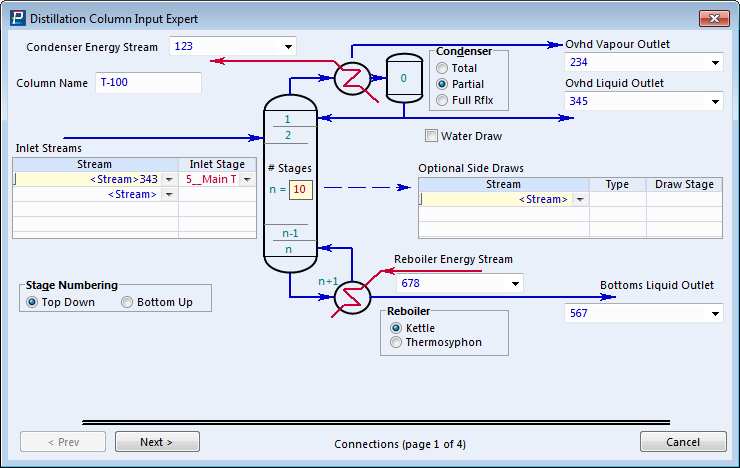 Distillation Column Input Expert
Condenser Energy Stream
123
Ovhd Vapour Outlet
234
Column Name
T-100
0
Condenser
Total
Partial
Full Rflx
Ovhd Liquid Outlet
345
1
2
Water Draw
Inlet Streams
Stream
Inlet Stage
<Stream>343
5__Main T
<Stream>
# Stages
n =
10
Optional Side Draws
Stream
Type
Draw Stage
<Stream>
n-1
n
n+1
Reboiler Energy Stream
678
Bottoms Liquid Outlet
567
Stage Numbering
Top Down
Bottom Up
Reboiler
Kettle
Thermosyphon
< Prev
Next >
Connections (page 1 of 4)
Cancel